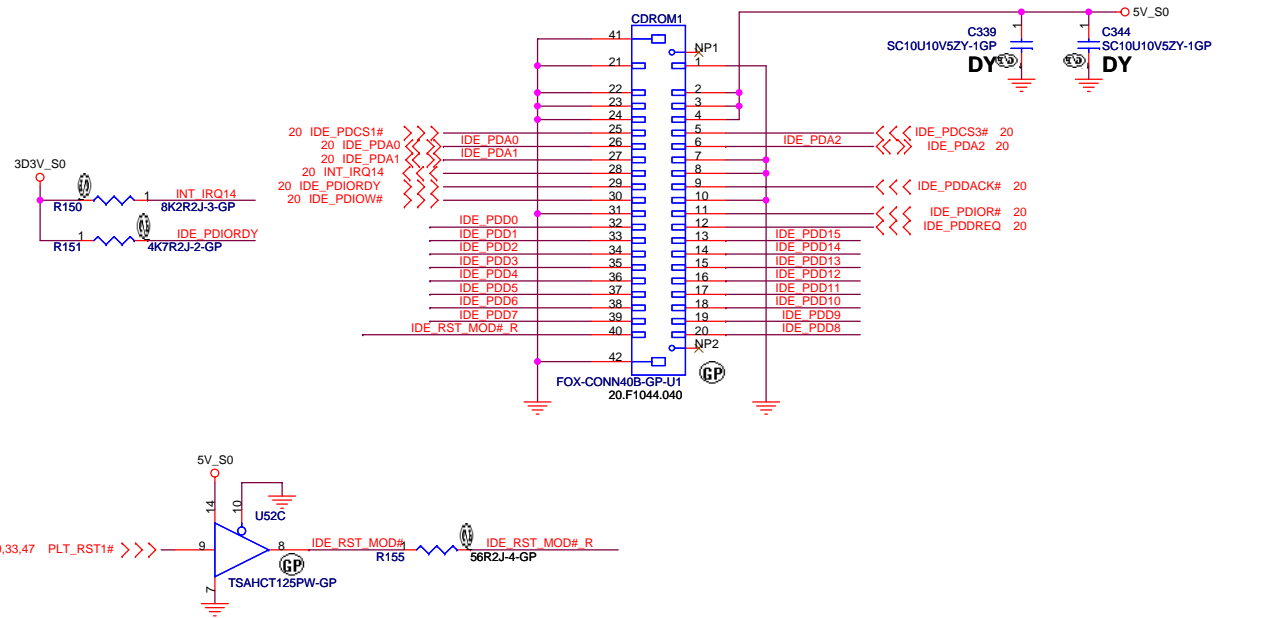 CDROM1
5V_S0
C339
SC10U10V5ZY-1GP
DY
1
C344
SC10U10V5ZY-1GP
DY
1
41
NP1
21
1
22
2
23
3
24
4
20 IDE_PDCS1#
25
5
IDE_PDCS3# 20
20 IDE_PDA0
IDE_PDA0
26
6
IDE_PDA2
IDE_PDA2 20
20 IDE_PDA1
IDE_PDA1
27
7
20 INT_IRQ14
28
8
20 IDE_PDIORDY
29
9
IDE_PDDACK# 20
20 IDE_PDIOW#
30
10
31
11
IDE_PDIOR# 20
IDE_PDD0
32
12
IDE_PDDREQ 20
IDE_PDD1
33
13
IDE_PDD15
IDE_PDD2
34
14
IDE_PDD14
IDE_PDD3
35
15
IDE_PDD13
IDE_PDD4
36
16
IDE_PDD12
IDE_PDD5
37
17
IDE_PDD11
IDE_PDD6
38
18
IDE_PDD10
IDE_PDD7
39
19
IDE_PDD9
IDE_RST_MOD#_R
40
20
IDE_PDD8
NP2
42
GP
FOX-CONN40B-GP-U1
20.F1044.040
3D3V_S0
R150
1
INT_IRQ14
8K2R2J-3-GP
R151
1
IDE_PDIORDY
4K7R2J-2-GP
5V_S0
14
10
U52C
,33,47 PLT_RST1#
9
8
GP
IDE_RST_MOD#
1
R155
56R2J-4-GP
IDE_RST_MOD#_R
7
TSAHCT125PW-GP